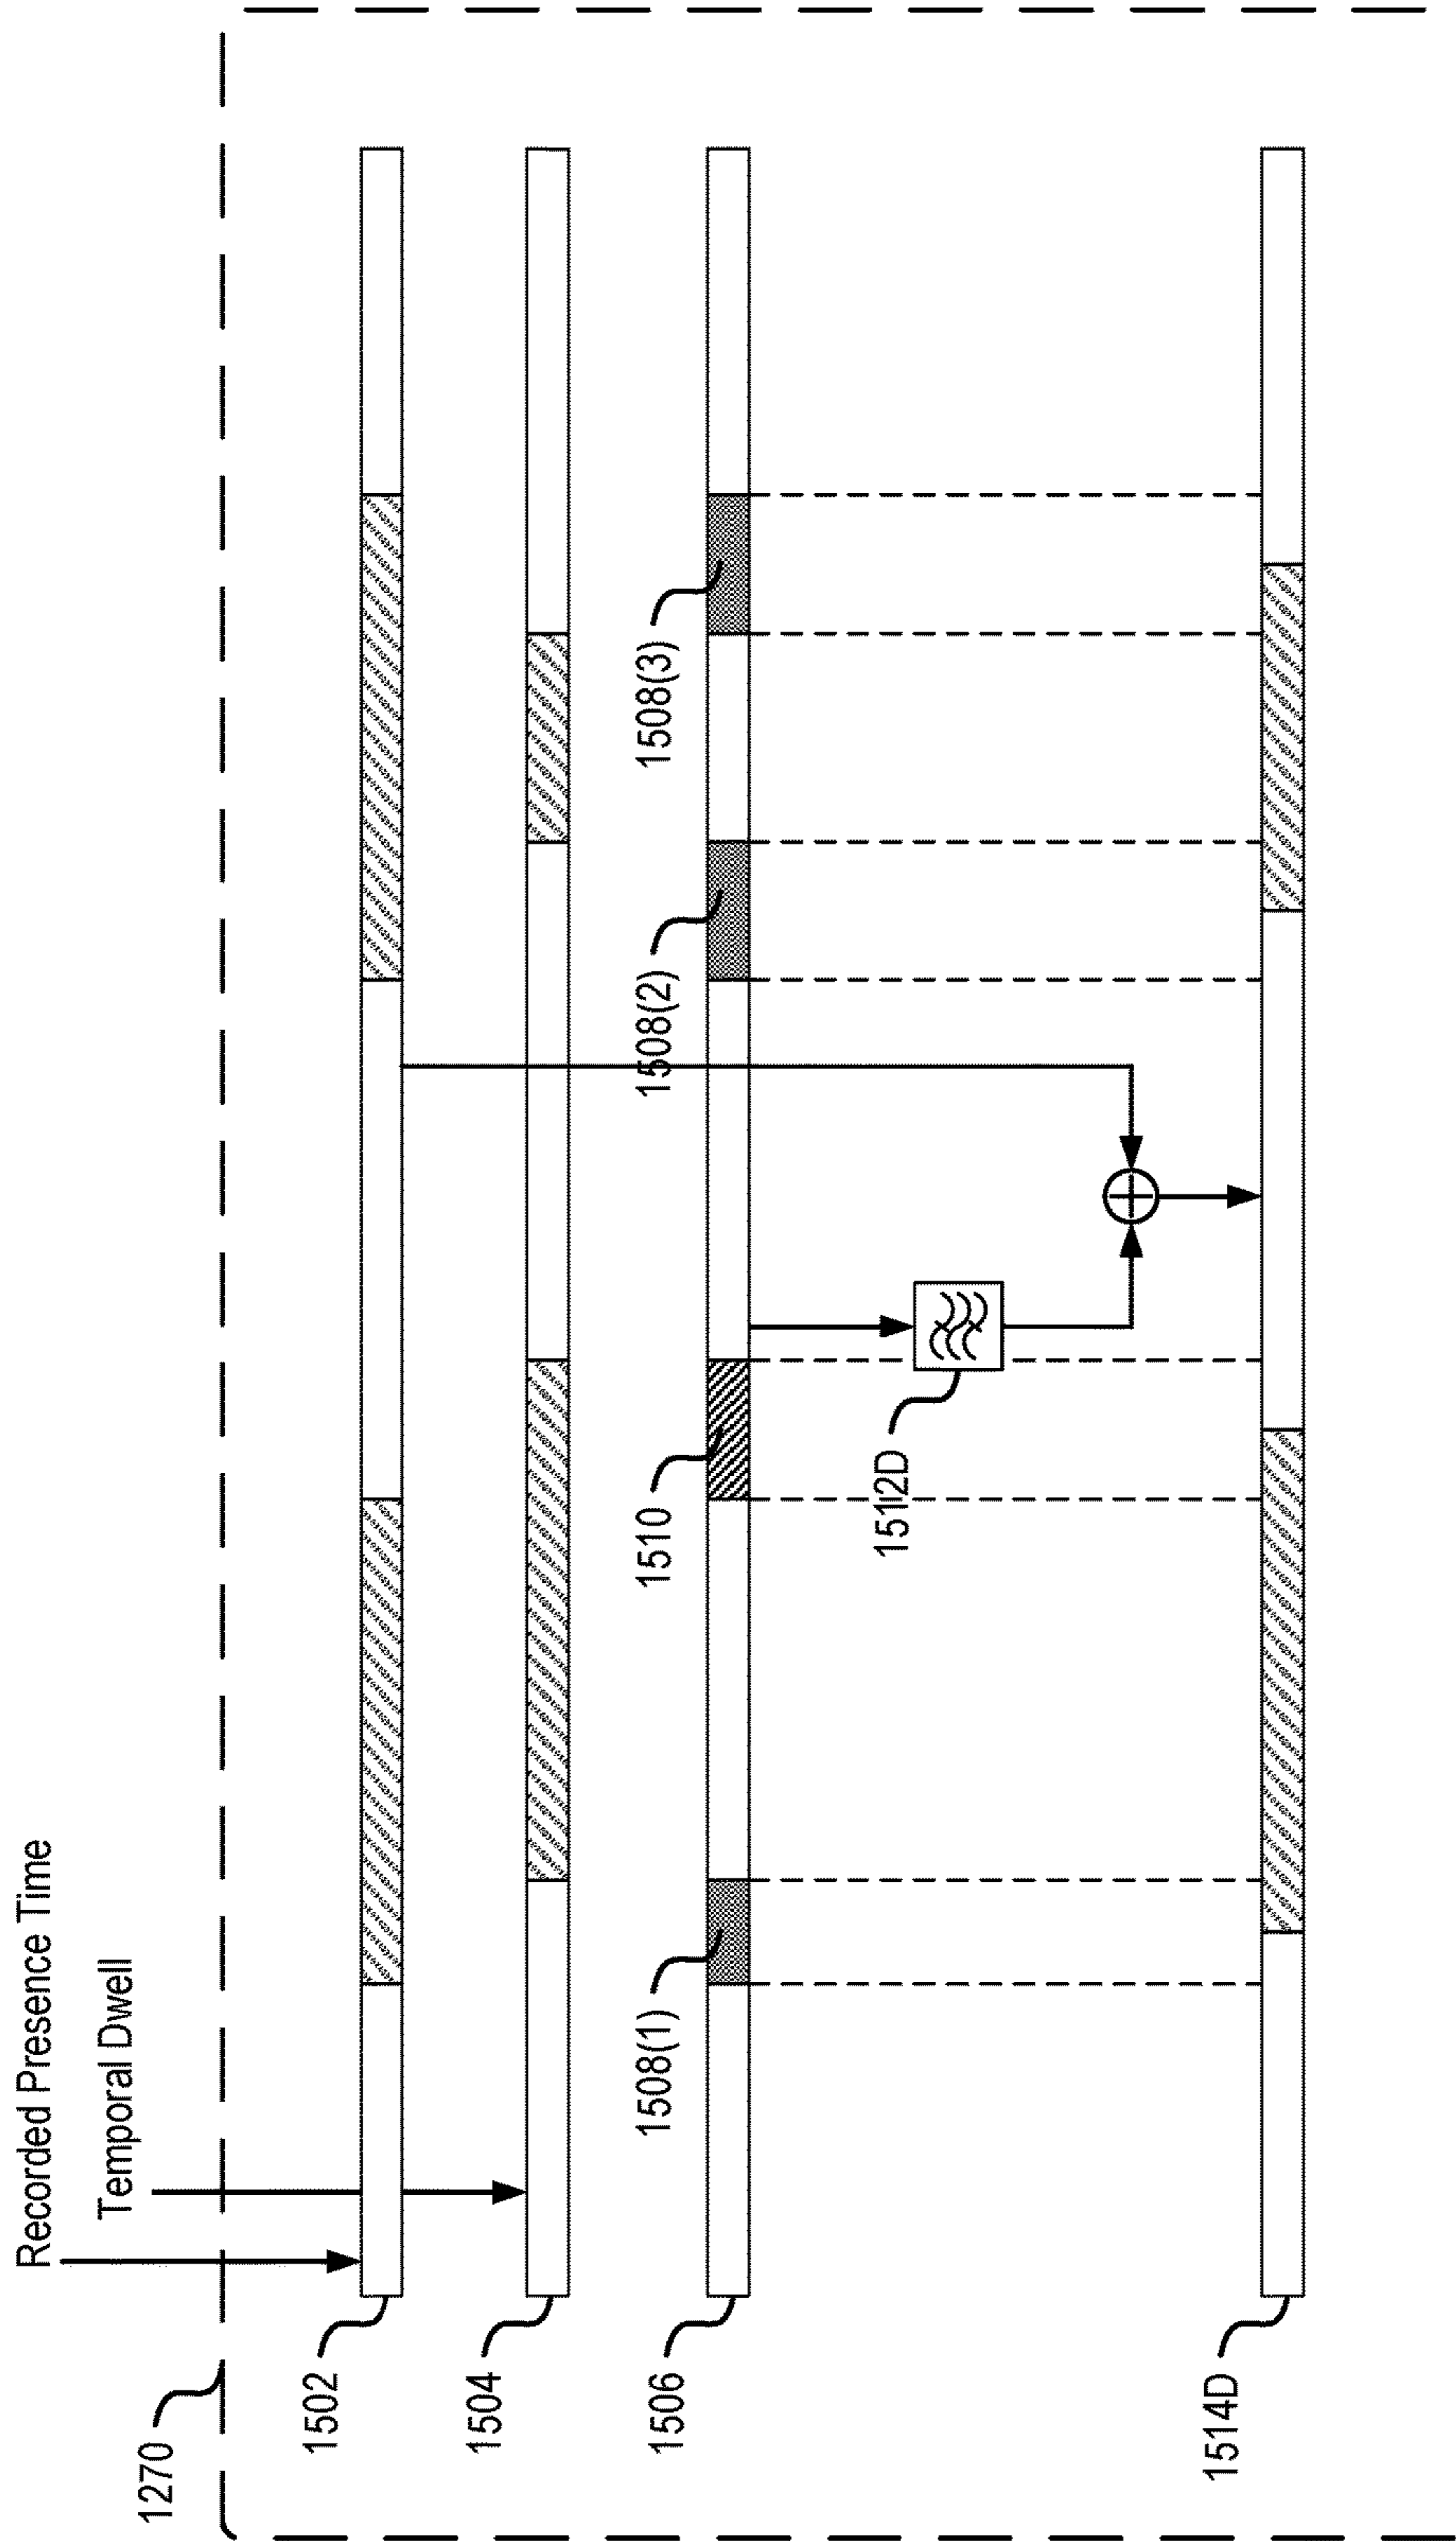 Recorded Presence Time
Temporal Dwell
1270
1502
1504
1506
1508(1)
1510
1508(2)
1508(3)
1512D
1514D